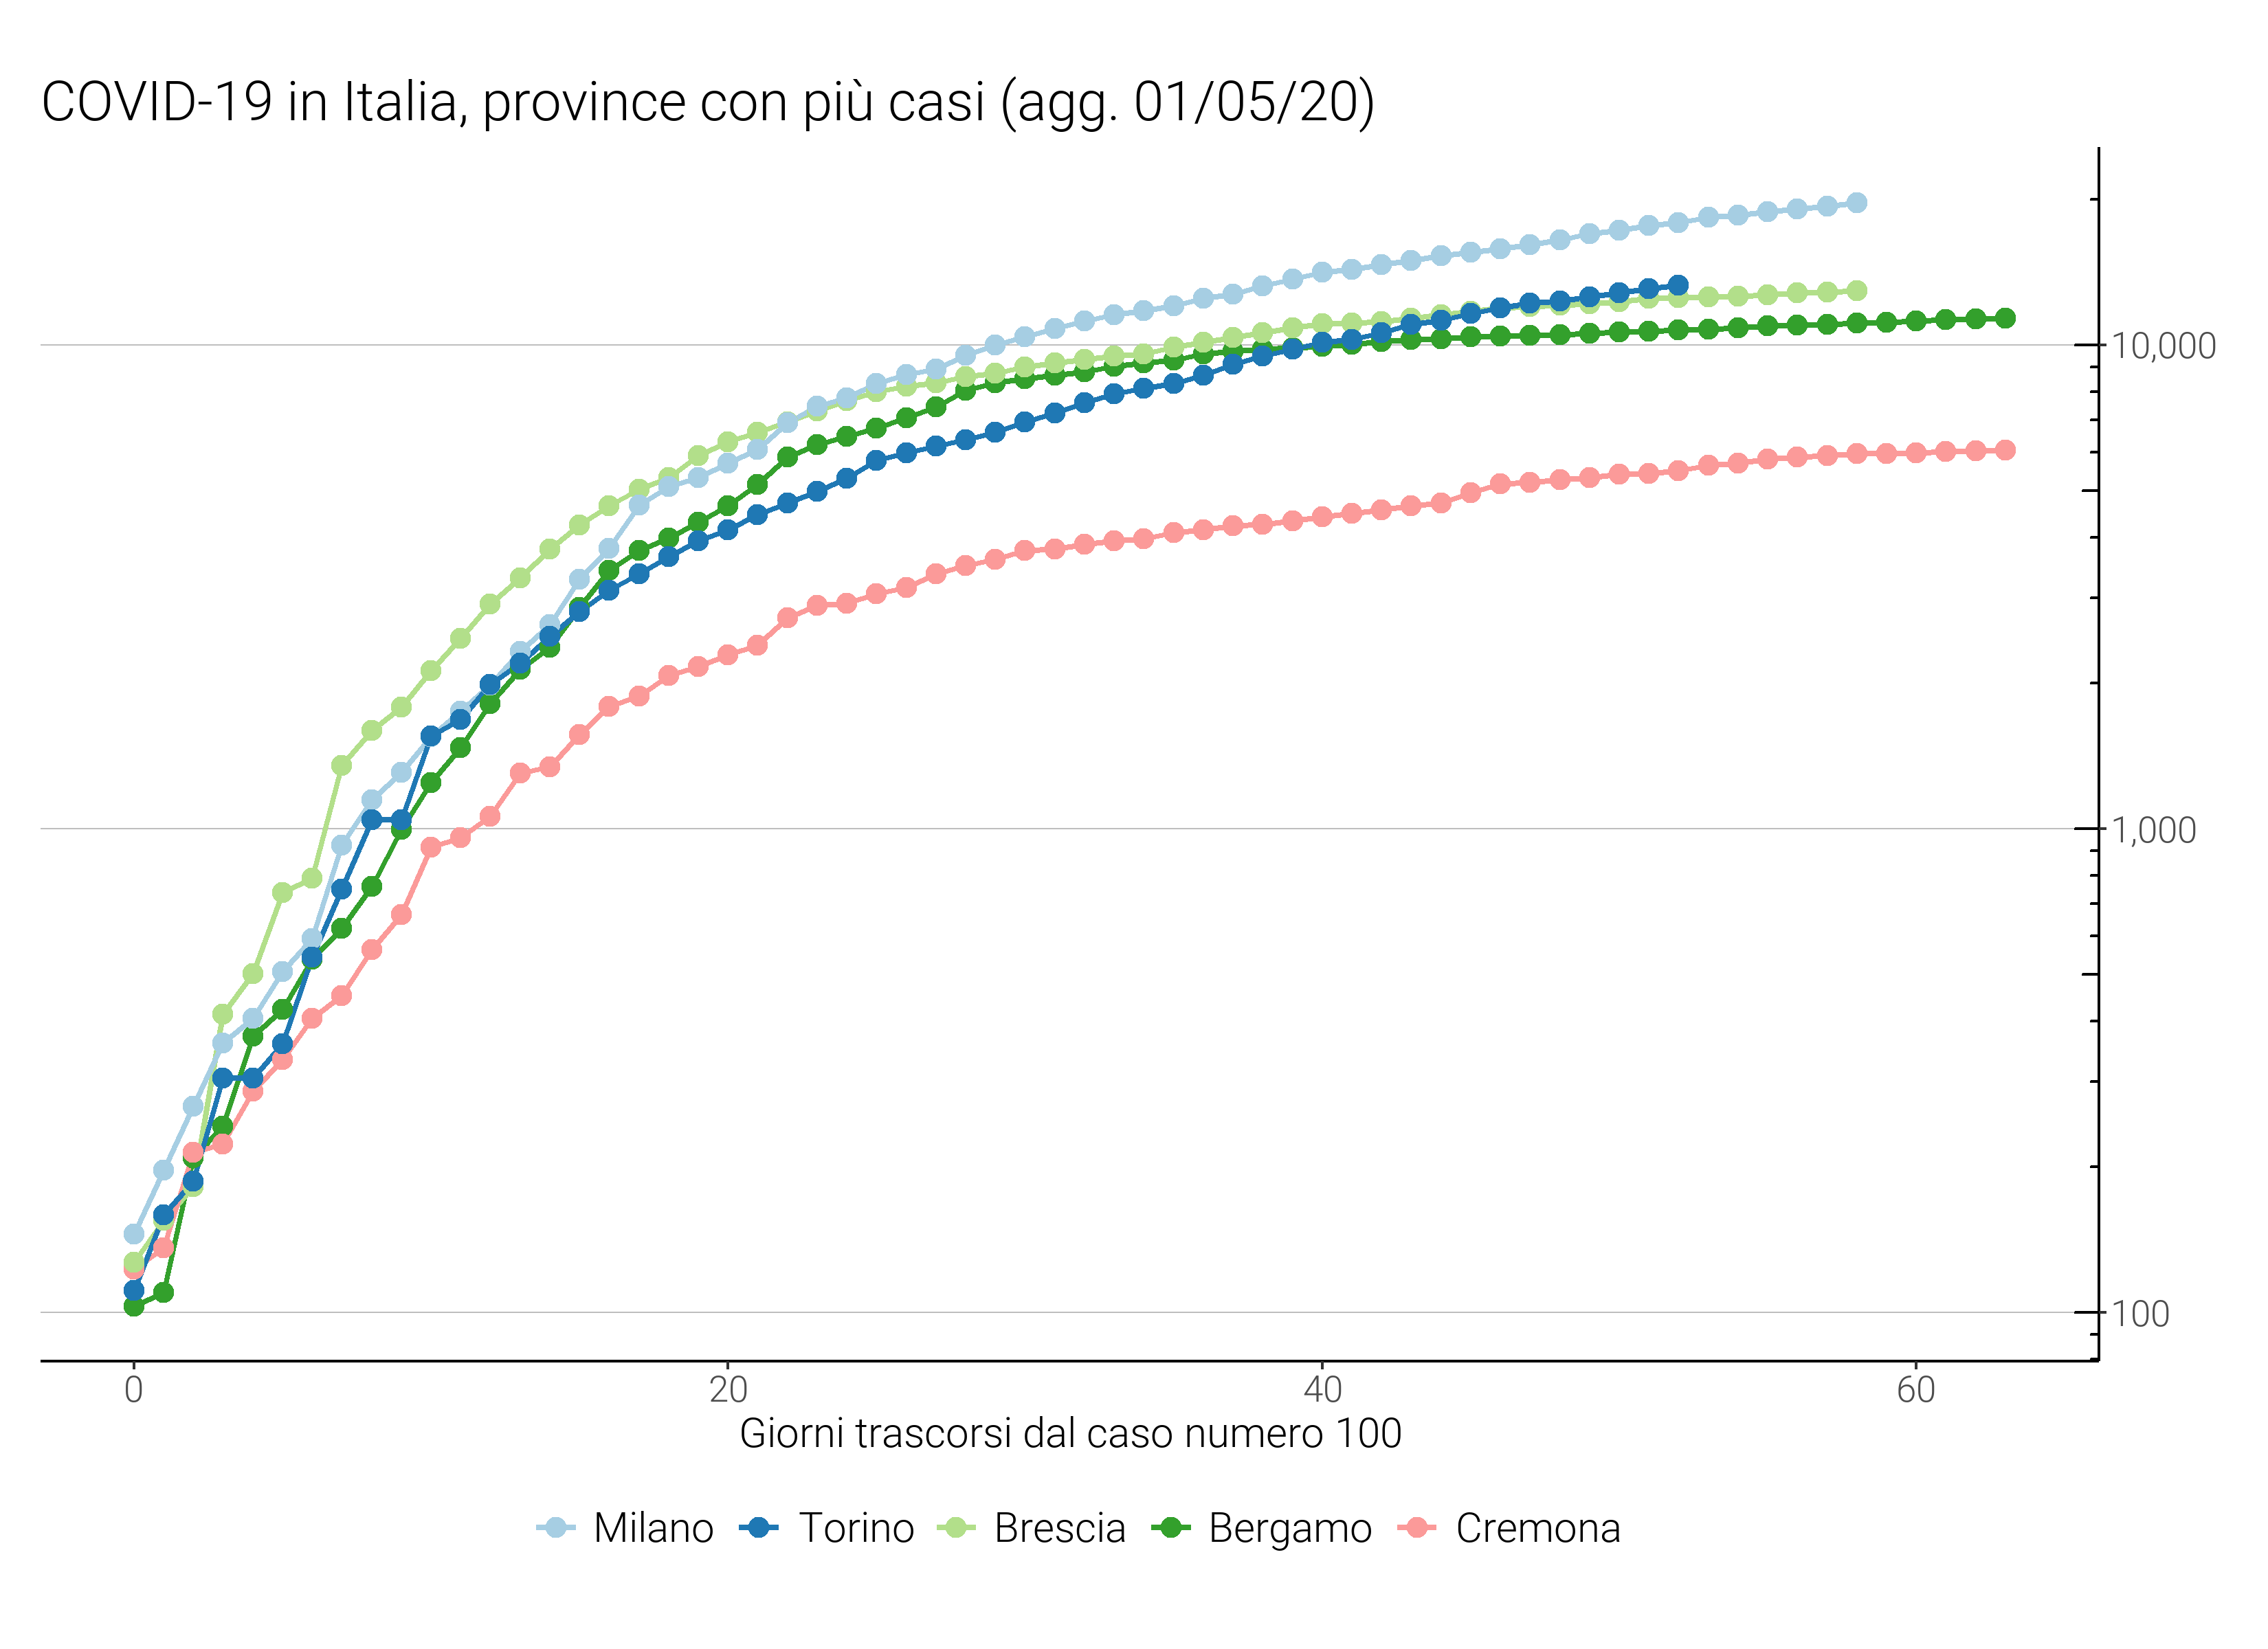 COVID-19 in Italia, province con più casi (agg. 01/05/20)
10,000
1,000
100
0 20 40 60
Giorni trascorsi dal caso numero 100
Milano Torino Brescia Bergamo Cremona